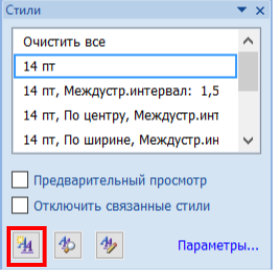 Стили
Очистить все
14 пт
14 пт, Междустр.интервал: 1,5
14 пт, По центру, Междустр.инт
14 пт, По ширине, Междустр.ин
Предварительный просмотр
Отключить связанные стили
Параметры...